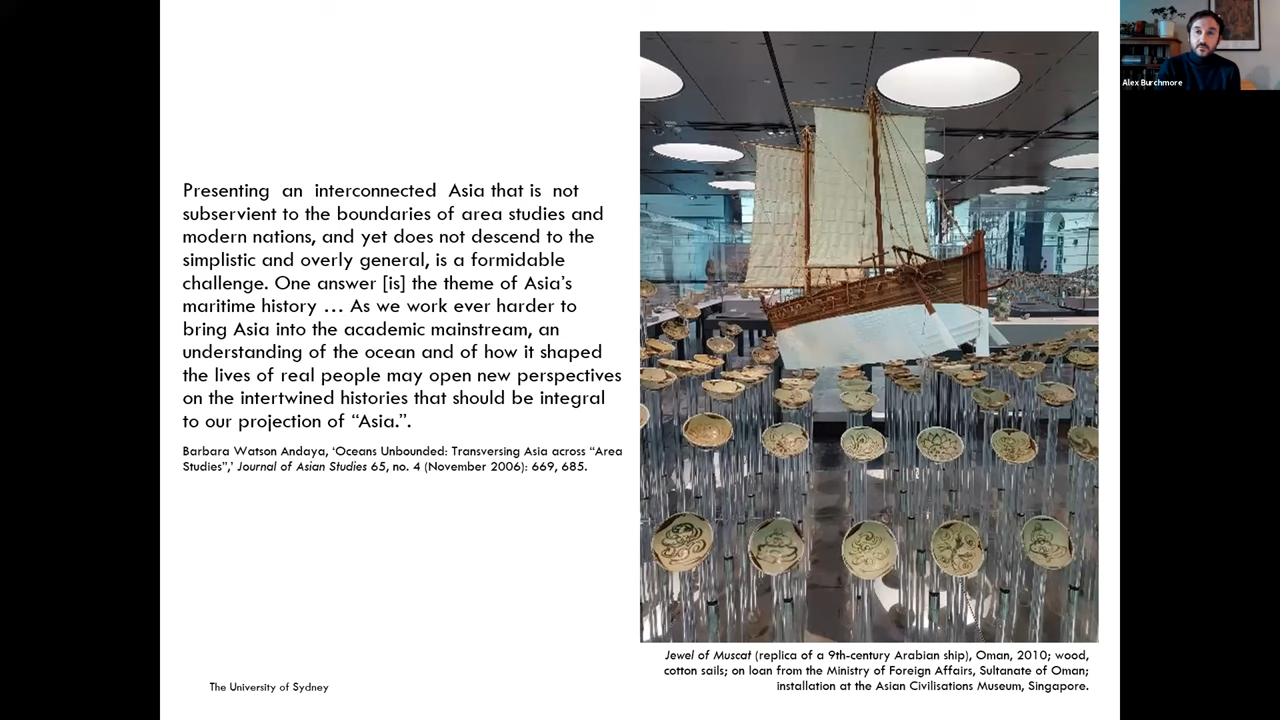 Presenting an interconnected Asia that is not
subservient to the boundaries of area studies and
modern nations, and yet does not descend to the
simplistic and overly general, is a formidable
challenge. One answer [is] the theme of Asia's
maritime history … As we work ever harder to
bring Asia into the academic mainstream, an
understanding of the ocean and of how it shaped
the lives of real people may open new perspectives
on the intertwined histories that should be integral
to our projection of “Asia.”.
Barbara Watson Andaya, ‘Oceans Unbounded: Transversing Asia across “Area
Studies”,’ Journal of Asian Studies 65, no. 4 (November 2006): 669, 685.
Jewel of Muscat (replica of a 9th-century Arabian ship), Oman, 2010; wood,
cotton sails; on loan from the Ministry of Foreign Affairs, Sultanate of Oman;
installation at the Asian Civilisations Museum, Singapore.
The University of Sydney
Alex Burchmore